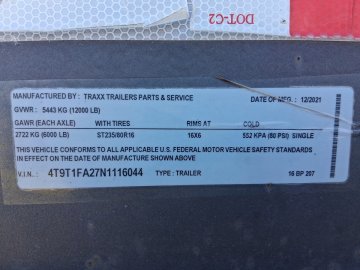 DOT-C2
MANUFACTURED BY : TRAXX TRAILERS PARTS & SERVICE DATE OF MFG. : 12/2021
GVWR : 5443 KG (12000 LB)
GAWR (EACH AXLE) WITH TIRES RIMS AT COLD
2722 KG (6000 LB) ST235/80R16 16X6 552 KPA (80 PSI) SINGLE
THIS VEHICLE CONFORMS TO ALL APPLICABLE U.S. FEDERAL MOTOR VEHICLE SAFETY STANDARDS
IN EFFECT FROM THE DATE OF MANUFACTURE SHOWN ABOVE
V.I.N. : 4T9T1FA27N1116044 TYPE : TRAILER 16 BP 207